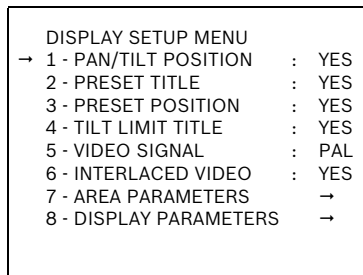 DISPLAY SETUP MENU
→ 1 - PAN/TILT POSITION : YES
2 - PRESET TITLE : YES
3 - PRESET POSITION : YES
4 - TILT LIMIT TITLE : YES
5 - VIDEO SIGNAL : PAL
6 - INTERLACED VIDEO : YES
7 - AREA PARAMETERS →
8 - DISPLAY PARAMETERS →